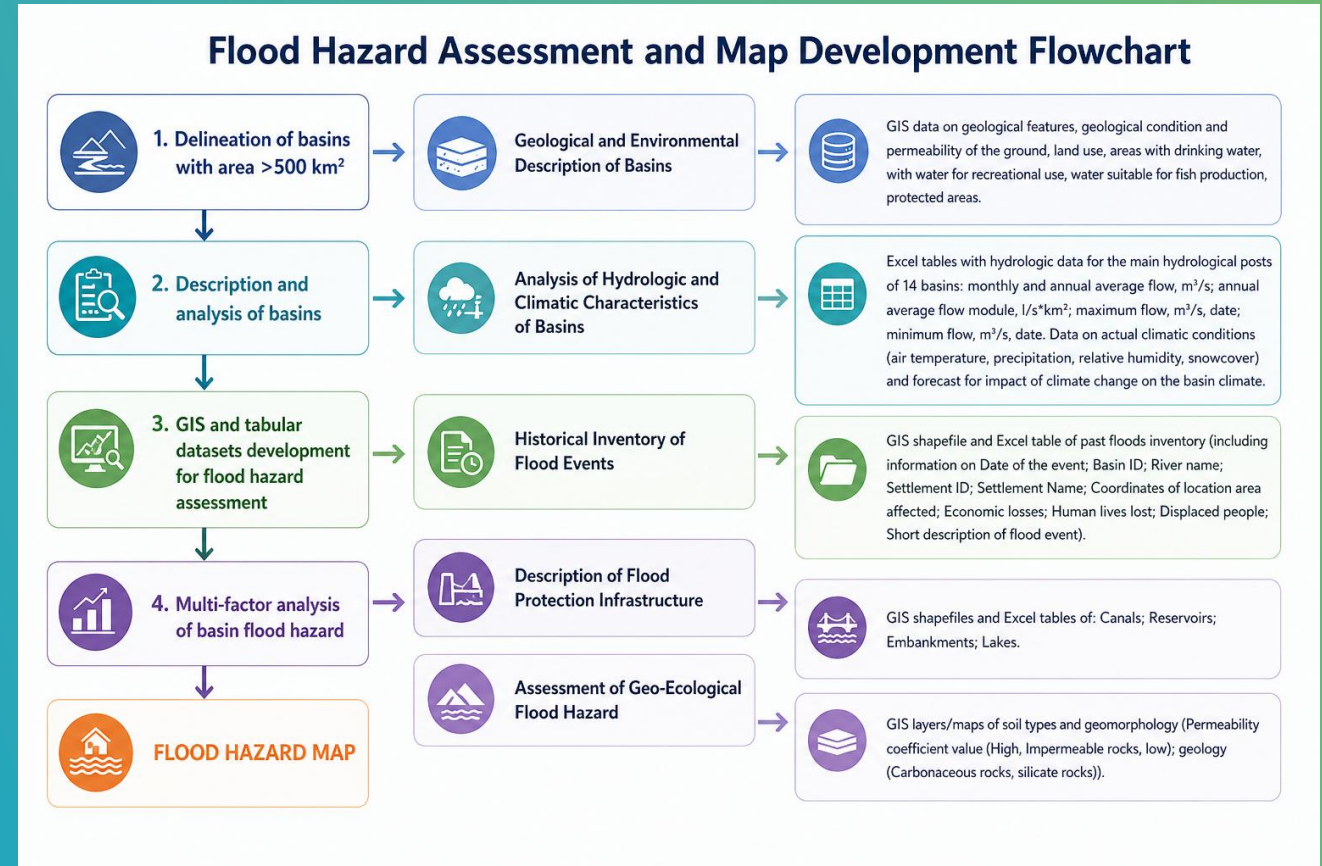 Flood Hazard Assessment and Map Development Flowchart
1. Delineation of basins
with area >500 km²
Geological and Environmental
Description of Basins
GIS data on geological features, geological condition and
permeability of the ground, land use, areas with drinking water,
with water for recreational use, water suitable for fish production,
protected areas.
2. Description and
analysis of basins
Analysis of Hydrologic and
Climatic Characteristics
of Basins
Excel tables with hydrologic data for the main hydrological posts
of 14 basins: monthly and annual average flow, m³/s; annual
average flow module, l/s*km²; maximum flow, m³/s, date;
minimum flow, m³/s, date. Data on actual climatic conditions
(air temperature, precipitation, relative humidity, snowcover)
and forecast for impact of climate change on the basin climate.
3. GIS and tabular
datasets development
for flood hazard
assessment
Historical Inventory of
Flood Events
GIS shapefile and Excel table of past floods inventory (including
information on Date of the event; Basin ID; River name;
Settlement ID; Settlement Name; Coordinates of location area
affected; Economic losses; Human lives lost; Displaced people;
Short description of flood event).
4. Multi-factor analysis
of basin flood hazard
Description of Flood
Protection Infrastructure
GIS shapefiles and Excel tables of: Canals; Reservoirs;
Embankments; Lakes.
Assessment of Geo-Ecological
Flood Hazard
GIS layers/maps of soil types and geomorphology (Permeability
coefficient value (High, Impermeable rocks, low); geology
(Carbonaceous rocks, silicate rocks)).
FLOOD HAZARD MAP